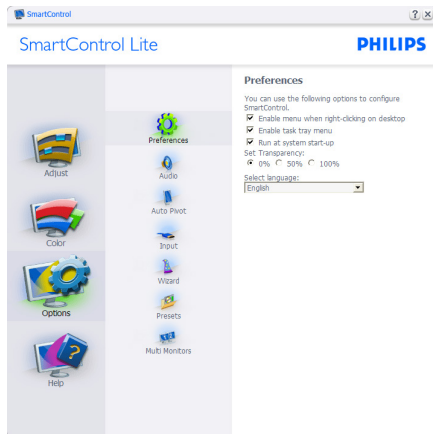 SmartControl
SmartControl Lite
PHILIPS
Adjust
Color
Options
Help
Preferences
Audio
Auto Pivot
Input
Wizard
Presets
Multi Monitors
Preferences
You can use the following options to configure
SmartControl.
Enable menu when right-clicking on desktop
Enable task tray menu
Run at system start-up
Set Transparency:
0% 50% 100%
Select language:
English